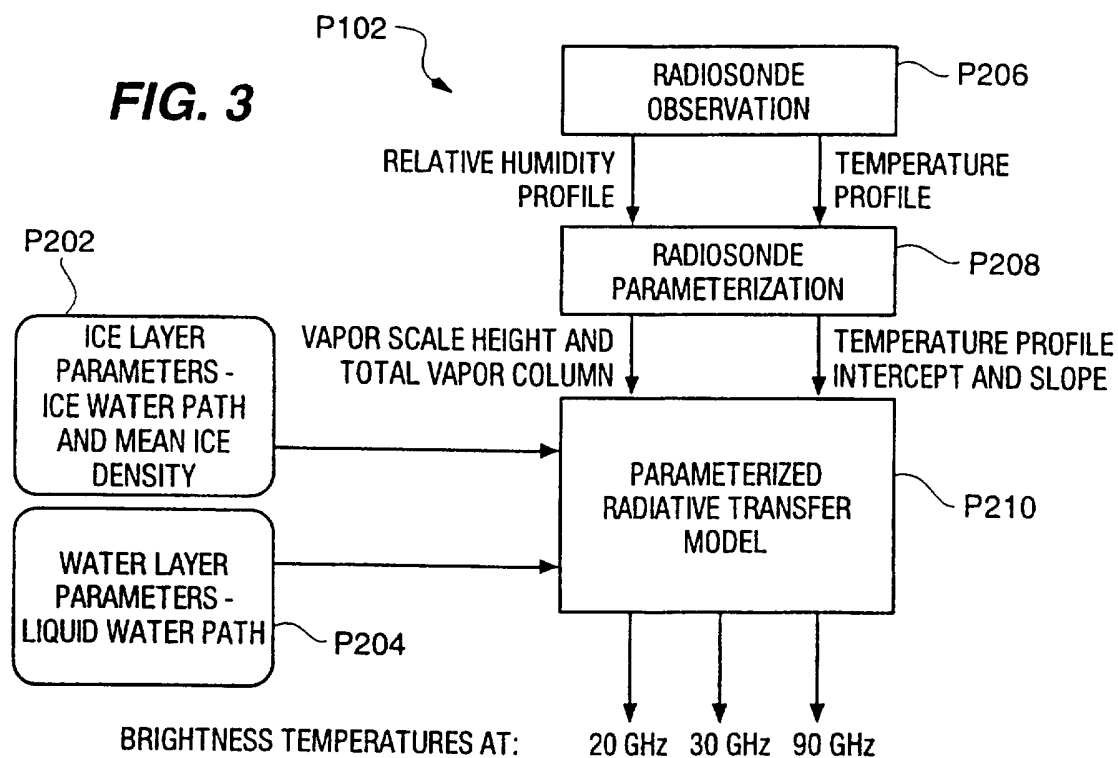 P102
FIG. 3
RADIOSONDE
OBSERVATION
P206
RELATIVE HUMIDITY
PROFILE
TEMPERATURE
PROFILE
P202
RADIOSONDE
PARAMETERIZATION
P208
ICE LAYER
PARAMETERS -
ICE WATER PATH
AND MEAN ICE
DENSITY
VAPOR SCALE HEIGHT AND
TOTAL VAPOR COLUMN
TEMPERATURE PROFILE
INTERCEPT AND SLOPE
PARAMETERIZED
RADIATIVE TRANSFER
MODEL
P210
WATER LAYER
PARAMETERS -
LIQUID WATER PATH
P204
BRIGHTNESS TEMPERATURES AT: 20 GHz 30 GHz 90 GHz